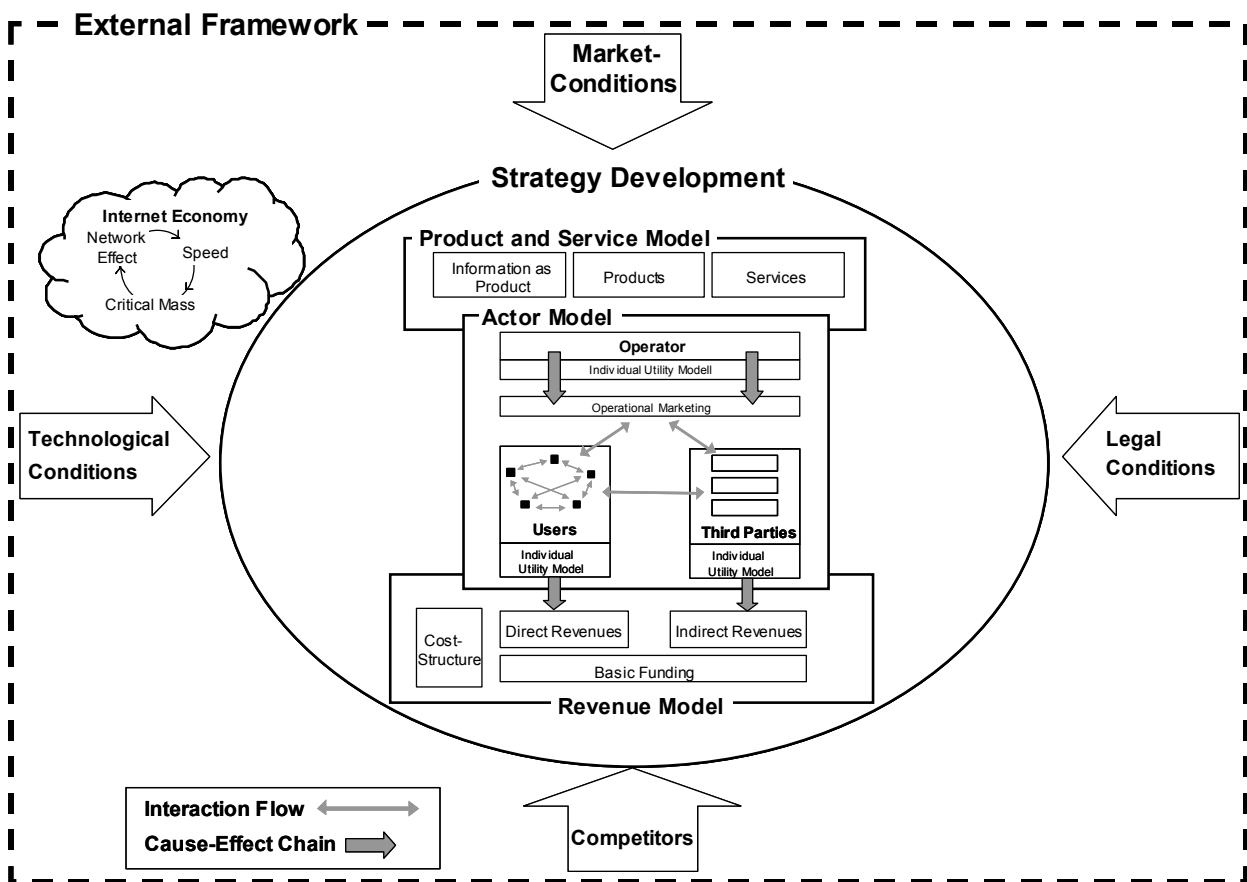 External Framework
Market-
Conditions
Strategy Development
Internet Economy
Network
Effect
Speed
Critical Mass
Product and Service Model
Information as
Product
Products
Services
Actor Model
Operator
Individual Utility Modell
Operational Marketing
Technological
Conditions
Legal
Conditions
Users
Third Parties
Individual
Utility Model
Individual
Utility Model
Cost-
Structure
Direct Revenues
Indirect Revenues
Basic Funding
Revenue Model
Interaction Flow
Cause-Effect Chain
Competitors